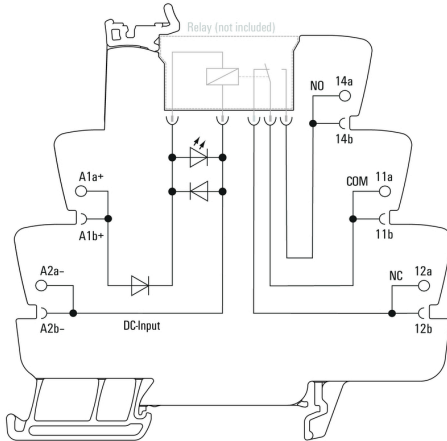 Relay (not included)
NO 14a
14b
A1a+
COM 11a
A1b+
11b
A2a–
NC 12a
A2b–
DC-Input
12b